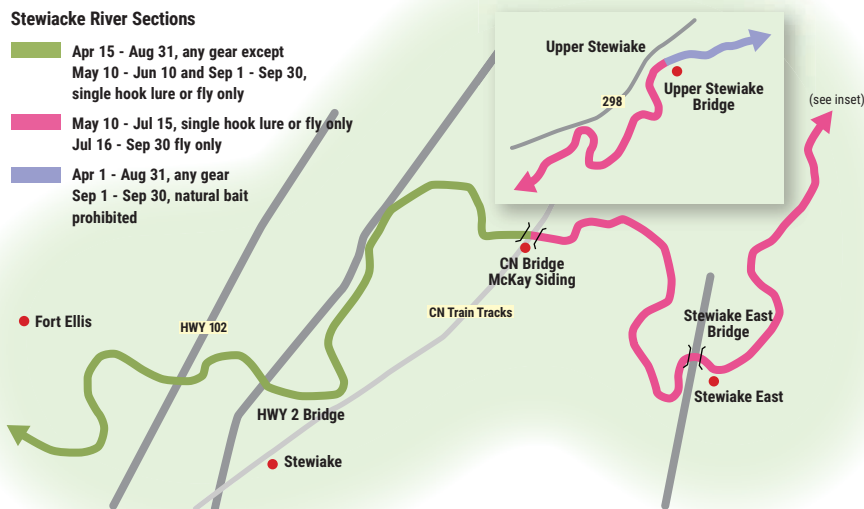 Stewiacke River Sections
Apr 15 - Aug 31, any gear except
May 10 - Jun 10 and Sep 1 - Sep 30,
single hook lure or fly only
May 10 - Jul 15, single hook lure or fly only
Jul 16 - Sep 30 fly only
Apr 1 - Aug 31, any gear
Sep 1 - Sep 30, natural bait
prohibited
Upper Stewiake
298
Upper Stewiake
Bridge
(see inset)
CN Bridge
McKay Siding
CN Train Tracks
Stewiake East
Bridge
Stewiake East
Fort Ellis
HWY 102
HWY 2 Bridge
Stewiake